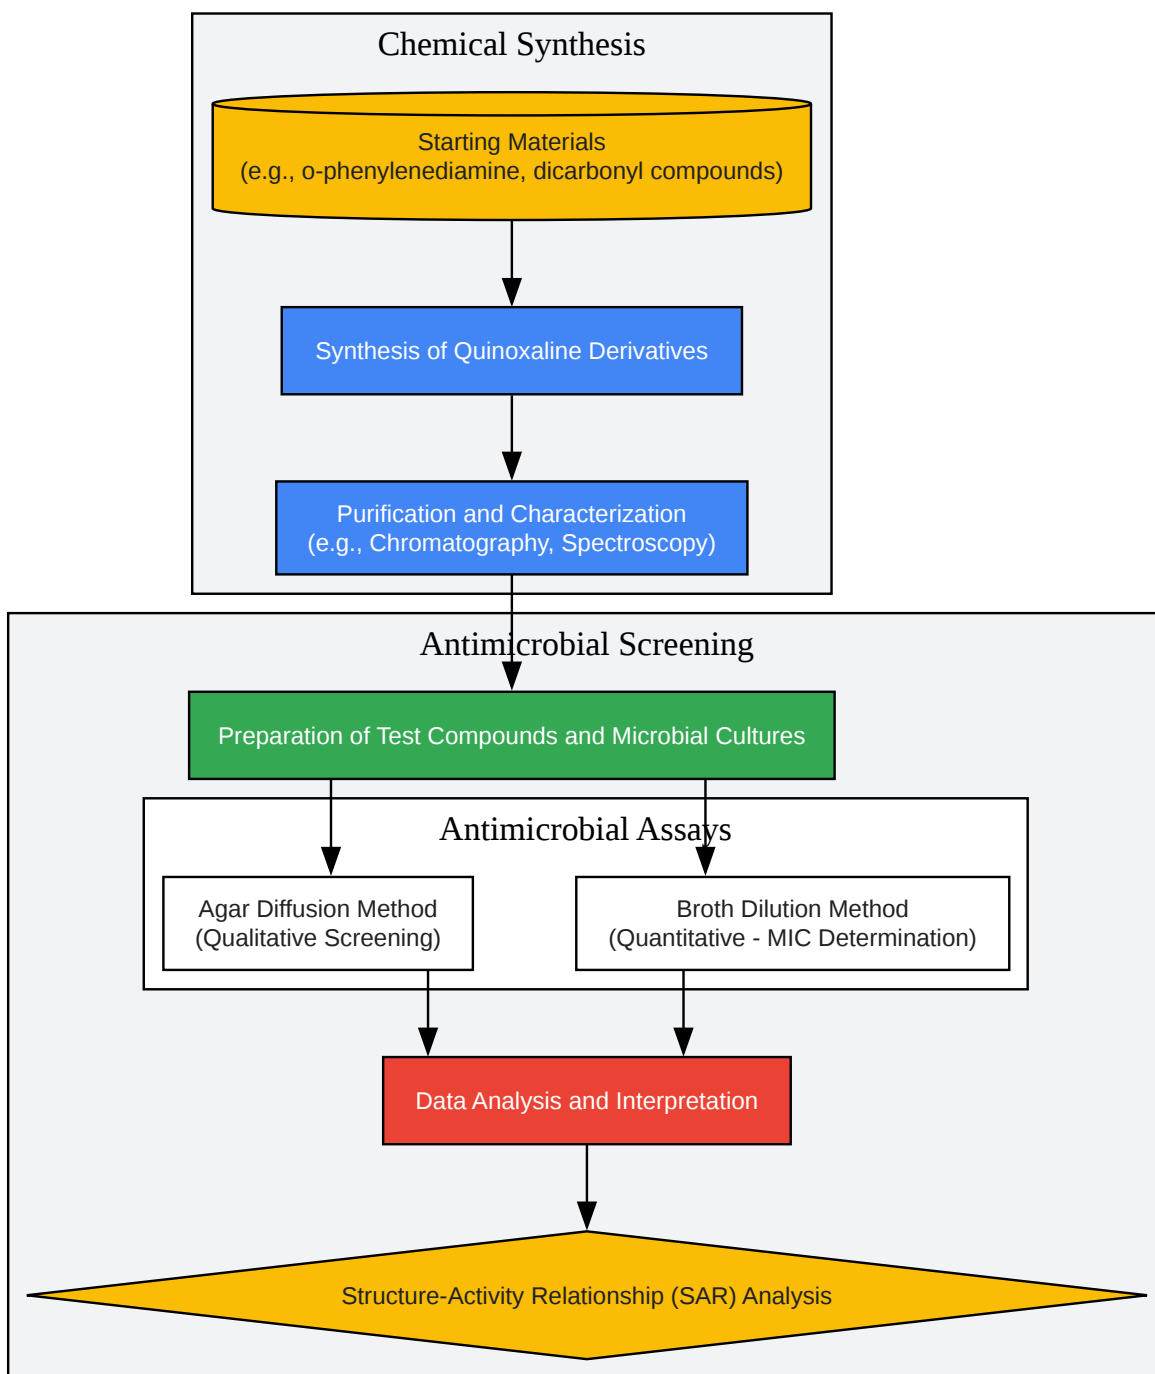 Chemical Synthesis
Starting Materials
(e.g., o-phenylenediamine, dicarbonyl compounds)
Synthesis of Quinoxaline Derivatives
Purification and Characterization
(e.g., Chromatography, Spectroscopy)
Antimicrobial Screening
Preparation of Test Compounds and Microbial Cultures
Antimicrobial Assays
Agar Diffusion Method
(Qualitative Screening)
Broth Dilution Method
(Quantitative - MIC Determination)
Data Analysis and Interpretation
Structure-Activity Relationship (SAR) Analysis